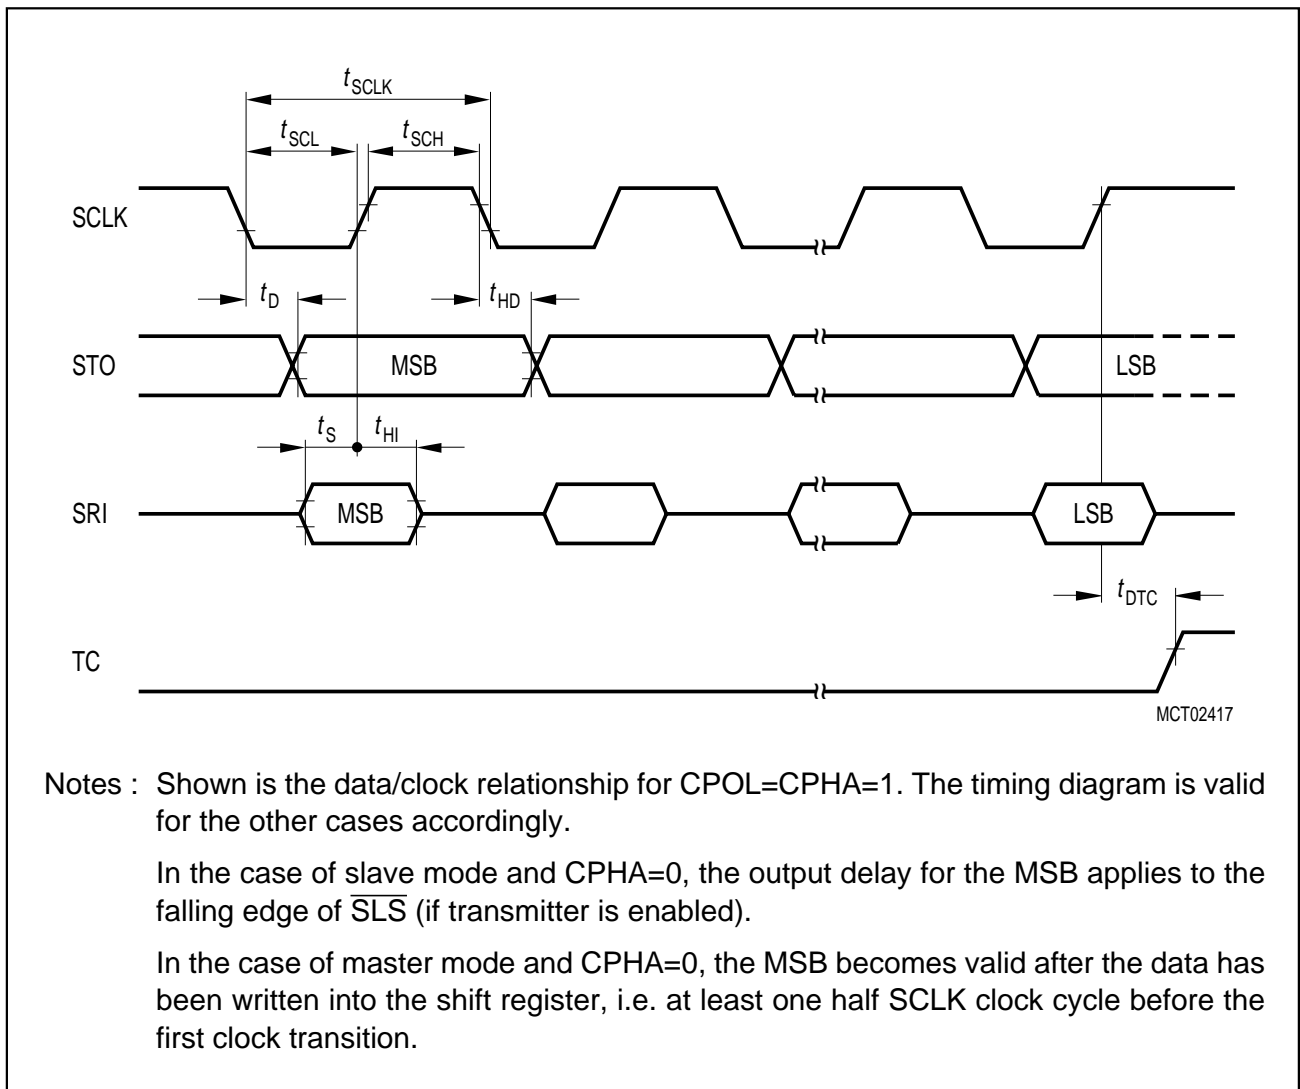 tSCLK
tSCL
tSCH
SCLK
tD
tHD
STO
MSB
LSB
tS
tHI
SRI
MSB
LSB
tDTC
TC
MCT02417
Notes : Shown is the data/clock relationship for CPOL=CPHA=1. The timing diagram is valid
for the other cases accordingly.
In the case of slave mode and CPHA=0, the output delay for the MSB applies to the
falling edge of S̅L̅S̅ (if transmitter is enabled).
In the case of master mode and CPHA=0, the MSB becomes valid after the data has
been written into the shift register, i.e. at least one half SCLK clock cycle before the
first clock transition.